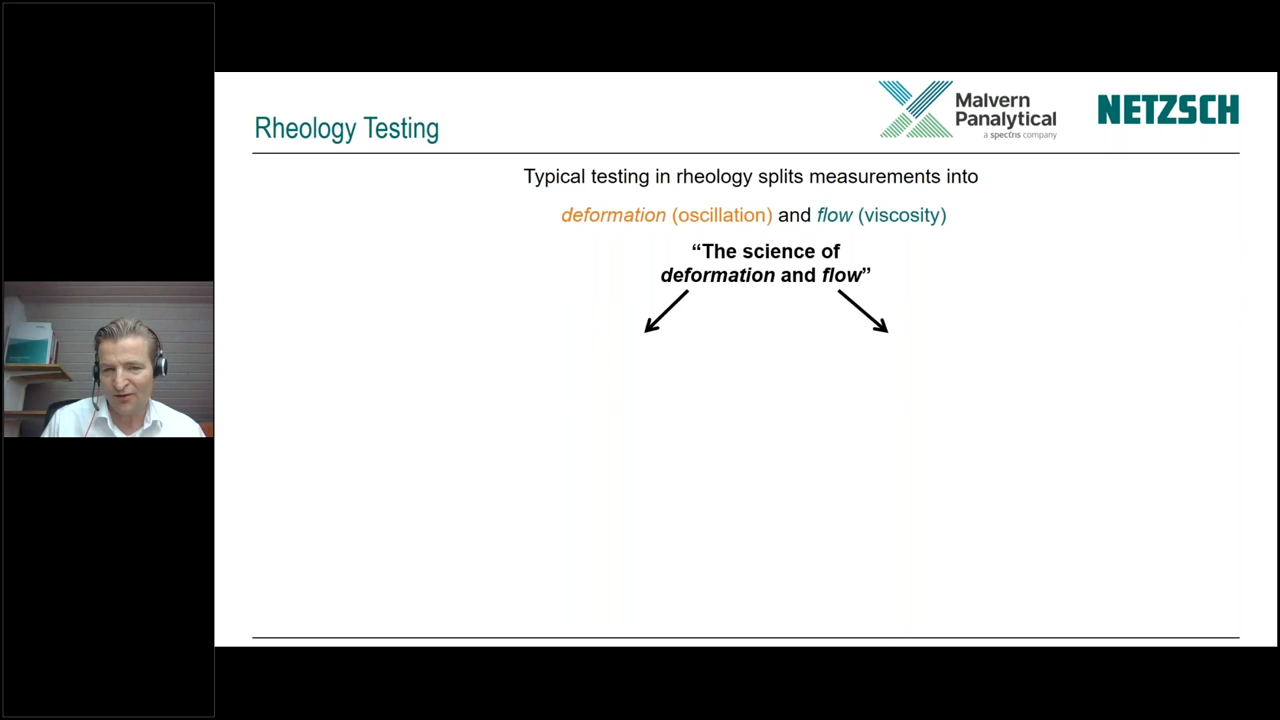 Rheology Testing
Malvern
Panalytical
a spectris company
NETZSCH
Typical testing in rheology splits measurements into
deformation (oscillation) and flow (viscosity)
“The science of
deformation and flow”